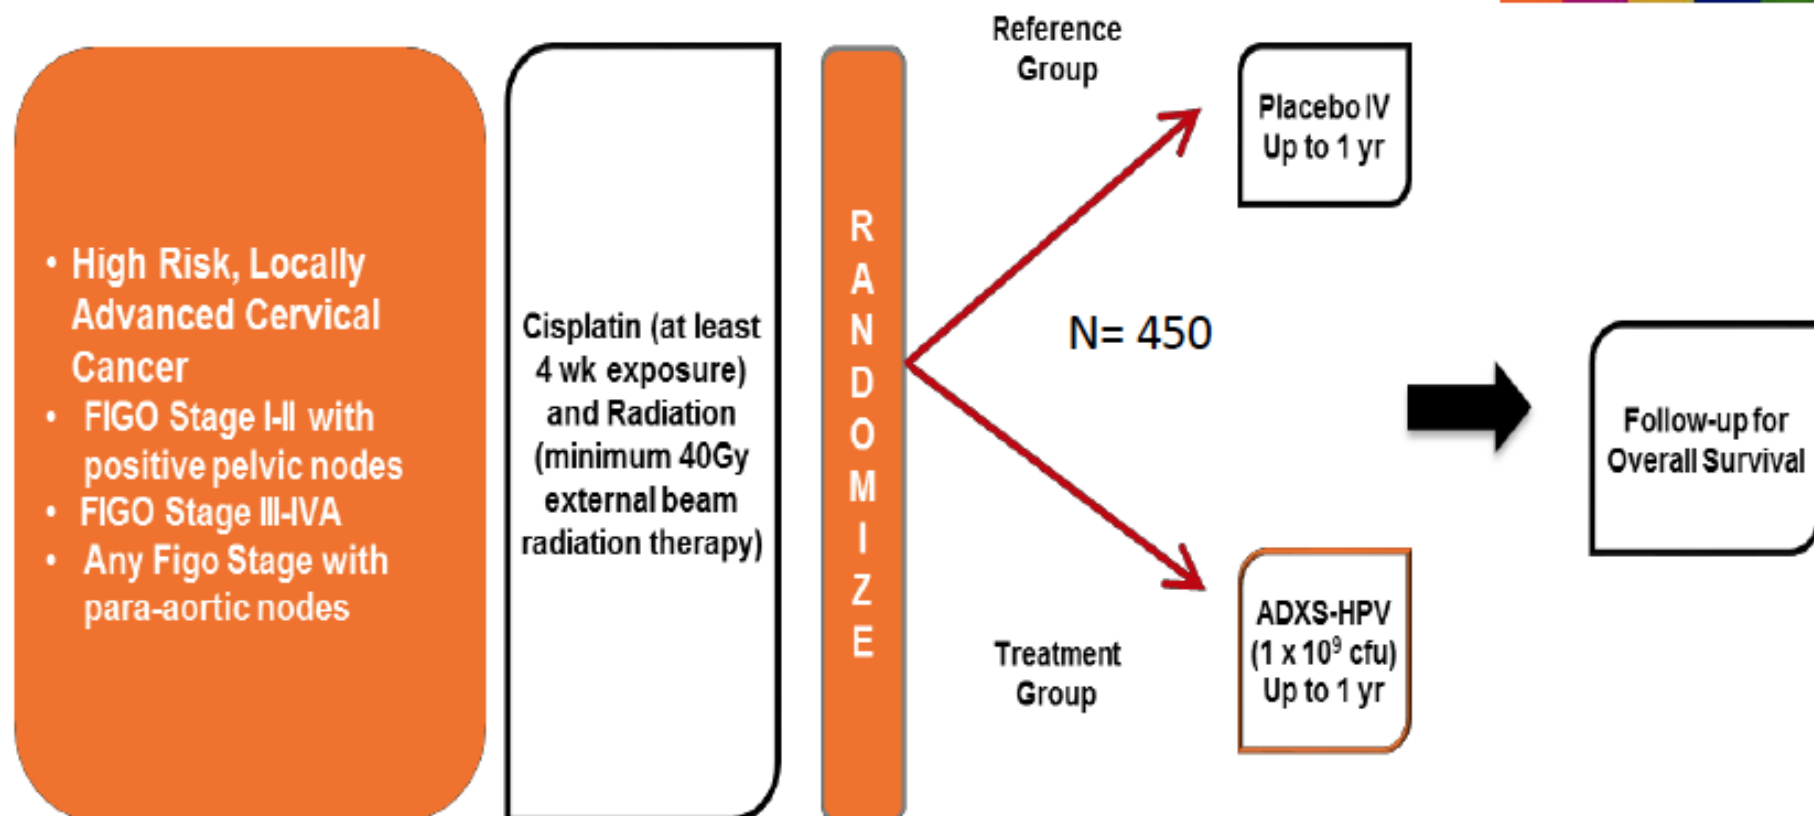 • High Risk, Locally
Advanced Cervical
Cancer
• FIGO Stage I-II with
positive pelvic nodes
• FIGO Stage III-IVA
• Any Figo Stage with
para-aortic nodes
Cisplatin (at least
4 wk exposure)
and Radiation
(minimum 40Gy
external beam
radiation therapy)
R
A
N
D
O
M
I
Z
E
Reference
Group
Placebo IV
Up to 1 yr
N= 450
Treatment
Group
ADXS-HPV
(1 x 10⁹ cfu)
Up to 1 yr
Follow-up for
Overall Survival